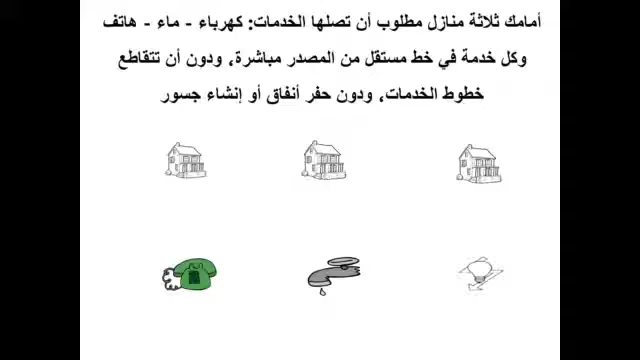 أمامك ثلاثة منازل مطلوب أن تصلها الخدمات: كهرباء - ماء - هاتف
وكل خدمة في خط مستقل من المصدر مباشرة، ودون أن تتقاطع
خطوط الخدمات، ودون حفر أنفاق أو إنشاء جسور